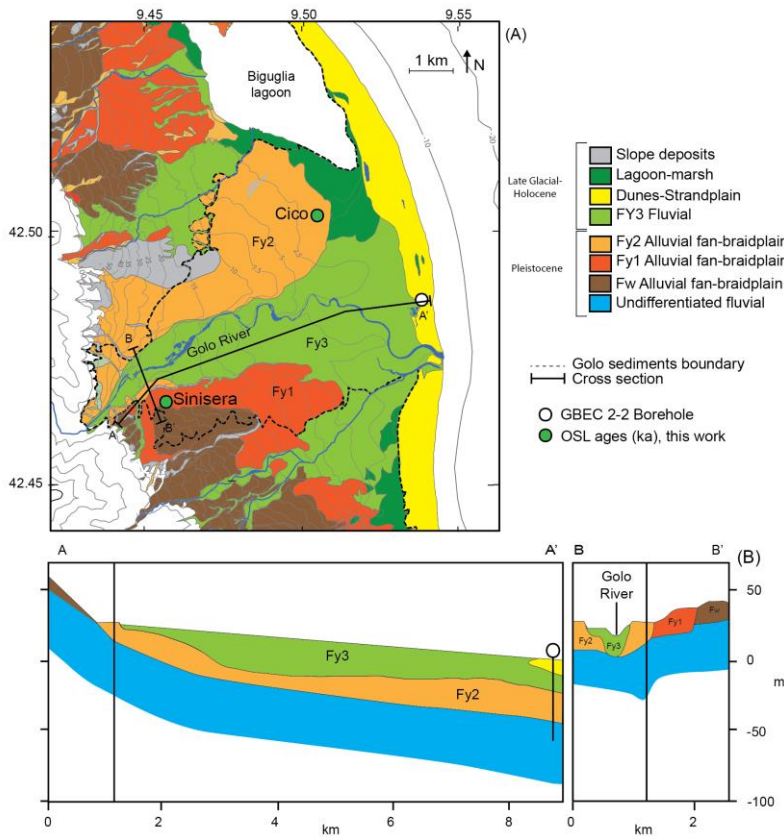 9.45 9.50 9.55 (A)
1 km
N
Biguglia
lagoon
-10
-20
Cico
42.50
Fy2
Golo River
Fy3
A'
B
Sinisera
Fy1
A
B'
42.45
Late Glacial-
Holocene
Slope deposits
Lagoon-marsh
Dunes-Strandplain
FY3 Fluvial
Pleistocene
Fy2 Alluvial fan-braidplain
Fy1 Alluvial fan-braidplain
Fw Alluvial fan-braidplain
Undifferentiated fluvial
Golo sediments boundary
Cross section
GBEC 2-2 Borehole
OSL ages (ka), this work
A A' B B' (B)
Golo
River
50
Fy2 Fy3 Fy1 Fw
Fy3
0
m
Fy2
-50
-100
0 2 4 6 8 0 1 2
km km